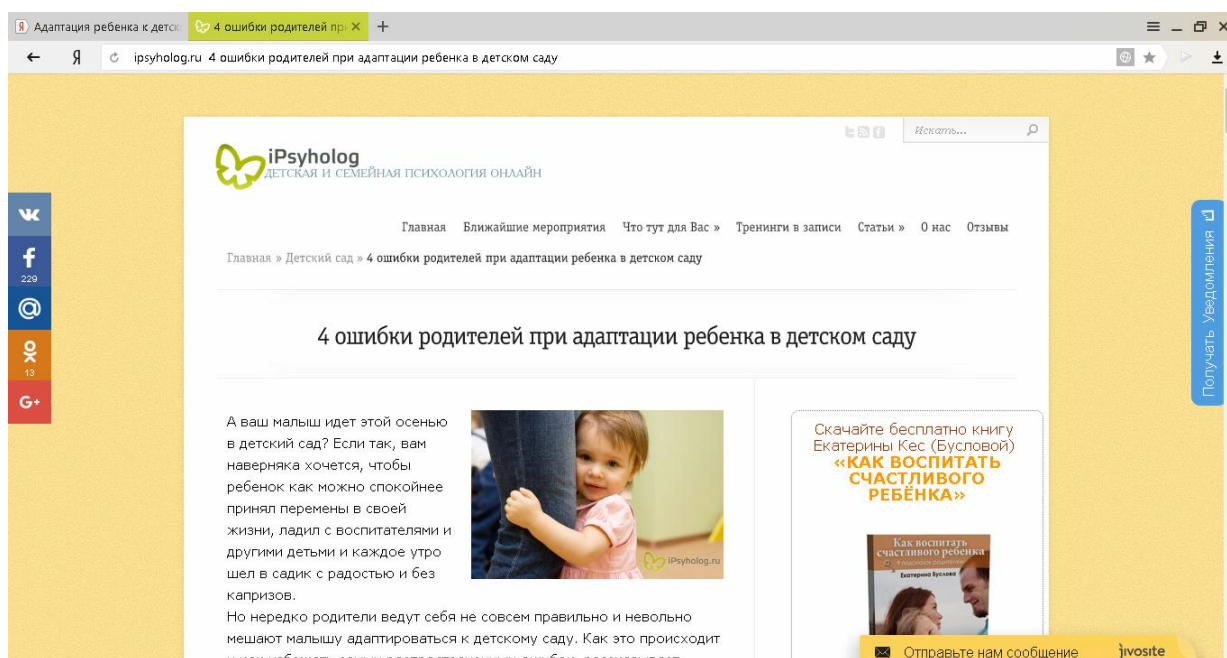 Адаптация ребенка к детск
4 ошибки родителей при
ipsyholog.ru 4 ошибки родителей при адаптации ребенка в детском саду
Искать...
iPsyholog
ДЕТСКАЯ И СЕМЕЙНАЯ ПСИХОЛОГИЯ ОНЛАЙН
Главная Ближайшие мероприятия Что тут для Вас » Тренинги в записи Статьи » О нас Отзывы
Главная » Детский сад » 4 ошибки родителей при адаптации ребенка в детском саду
229
13
G+
Получать Уведомления
4 ошибки родителей при адаптации ребенка в детском саду
А ваш малыш идет этой осенью
в детский сад? Если так, вам
наверняка хочется, чтобы
ребенок как можно спокойнее
принял перемены в своей
жизни, ладил с воспитателями и
другими детьми и каждое утро
шел в садик с радостью и без
капризов.
iPsyholog.ru
Но нередко родители ведут себя не совсем правильно и невольно
мешают малышу адаптироваться к детскому саду. Как это происходит
Скачайте бесплатно книгу
Екатерины Кес (Бусловой)
«КАК ВОСПИТАТЬ
СЧАСТЛИВОГО
РЕБЁНКА»
Как воспитать
счастливого ребенка
Екатерина Буслова
Отправьте нам сообщение
jivosite